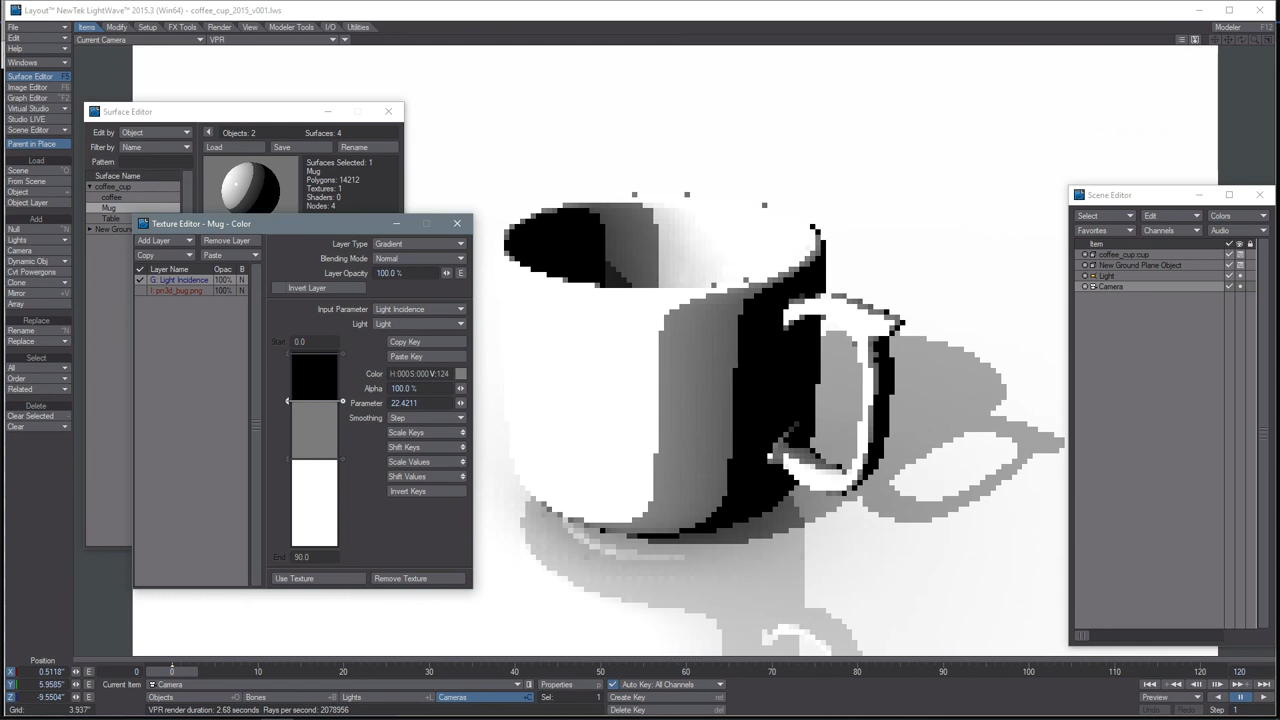 Layout™ NewTek LightWave™ 2015.3 (Win64) - coffee_cup_2015_v001.lws
File Items Modify Setup FX Tools Render View Modeler Tools I/O Utilities Modeler F12
Edit Current Camera VPR
Help
Windows
Surface Editor F5
Image Editor F6
Graph Editor ^F2
Virtual Studio
Studio LIVE
Scene Editor
Parent in Place
Load
Scene ^O
From Scene
Object +
Object Layer
Add
Null ^N
Lights
Camera
Dynamic Obj
Cvt Powergons
Clone
Mirror +V
Array
Replace
Rename ^N
Replace
Select
All
Order
Related
Delete
Clear Selected -
Clear
Surface Editor
Edit by Object Objects: 2 Surfaces: 4
Filter by Name Load Save Rename
Pattern
Surface Name
coffee_cup
coffee
Mug
Table
New Ground
Surfaces Selected: 1
Mug
Polygons: 14212
Textures: 1
Shaders: 0
Nodes: 4
Texture Editor - Mug - Color
Add Layer Remove Layer
Copy Paste
Layer Name Opac B
G: Light Incidence 100% N
I: pn3d_bug.png 100% N
Layer Type Gradient
Blending Mode Normal
Layer Opacity 100.0 % E
Invert Layer
Input Parameter Light Incidence
Light Light
Start 0.0
Copy Key
Paste Key
Color H:000S:000V:124
Alpha 100.0 %
Parameter 22.4211
Smoothing Step
Scale Keys
Shift Keys
Scale Values
Shift Values
Invert Keys
End 90.0
Use Texture Remove Texture
Scene Editor
Select Edit Colors
Favorites Channels Audio
Item
coffee_cup:cup
New Ground Plane Object
Light
Camera
Position
X 0.5118" E
Y 5.9585" E
Z -9.5504" E
Grid: 3.937"
0 0 10 20 30 40 50 60 70 80 90 100 110 120 120
Current Item Camera Properties p Auto Key: All Channels
Objects +O Bones +B Lights +L Cameras +C Sel: 1 Create Key
VPR render duration: 2.68 seconds Rays per second: 2078956 Delete Key
Preview
Undo Redo Step 1